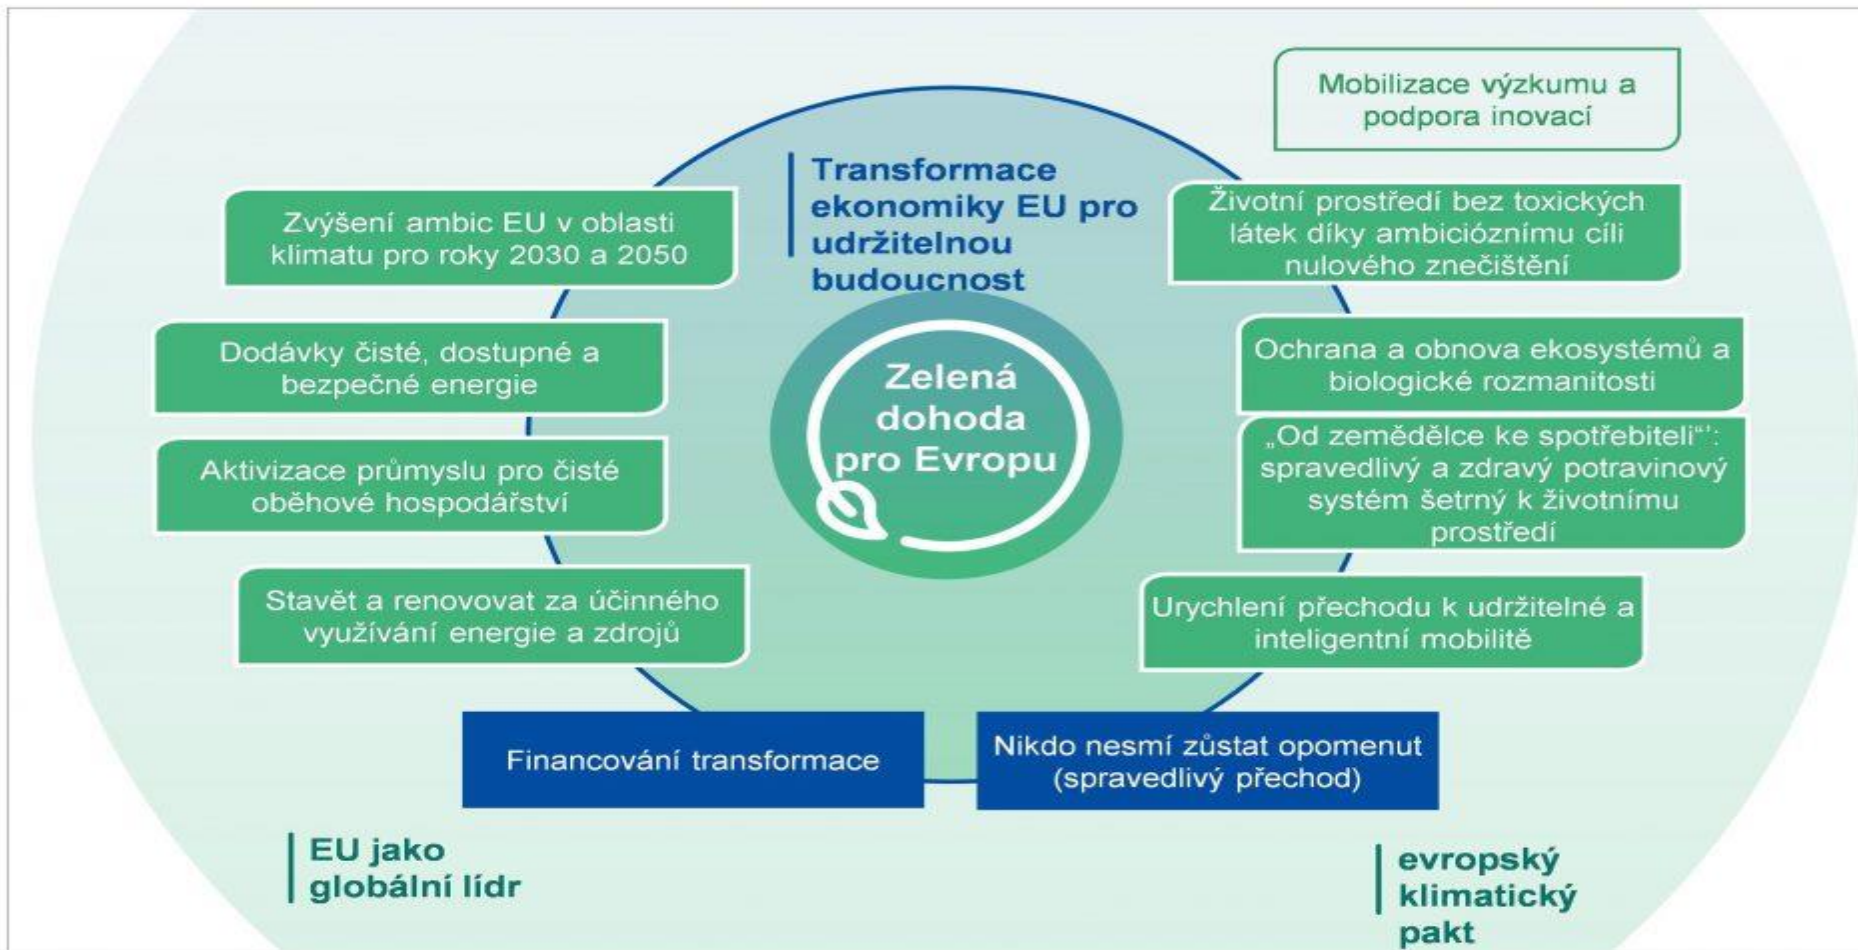 Mobilizace výzkumu a
podpora inovací
Transformace
ekonomiky EU pro
udržitelnou
budoucnost
Zvýšení ambic EU v oblasti
klimatu pro roky 2030 a 2050
Životní prostředí bez toxických
látek díky ambicióznímu cíli
nulového znečištění
Dodávky čisté, dostupné a
bezpečné energie
Zelená
dohoda
pro Evropu
Ochrana a obnova ekosystémů a
biologické rozmanitosti
Aktivizace průmyslu pro čisté
oběhové hospodářství
„Od zemědělce ke spotřebiteli“':
spravedlivý a zdravý potravinový
systém šetrný k životnímu
prostředí
Stavět a renovovat za účinného
využívání energie a zdrojů
Urychlení přechodu k udržitelné a
inteligentní mobilitě
Financování transformace
Nikdo nesmí zůstat opomenut
(spravedlivý přechod)
EU jako
globální lídr
evropský
klimatický
pakt